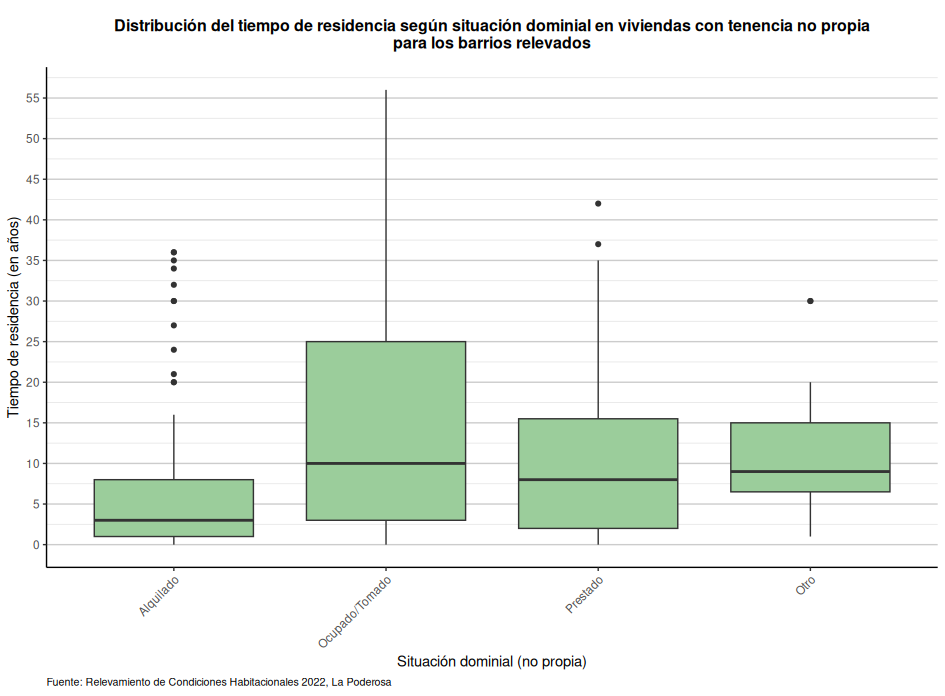 Distribución del tiempo de residencia según situación dominial en viviendas con tenencia no propia
para los barrios relevados
Tiempo de residencia (en años)
55
50
45
40
35
30
25
20
15
10
5
0
Alquilado
Ocupado/Tomado
Prestado
Otro
Situación dominial (no propia)
Fuente: Relevamiento de Condiciones Habitacionales 2022, La Poderosa